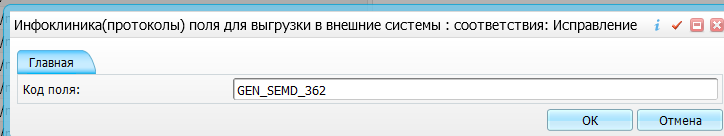 Инфоклиника(протоколы) поля для выгрузки в внешние системы : соответствия: Исправление
Главная
Код поля: GEN_SEMD_362
ОК Отмена